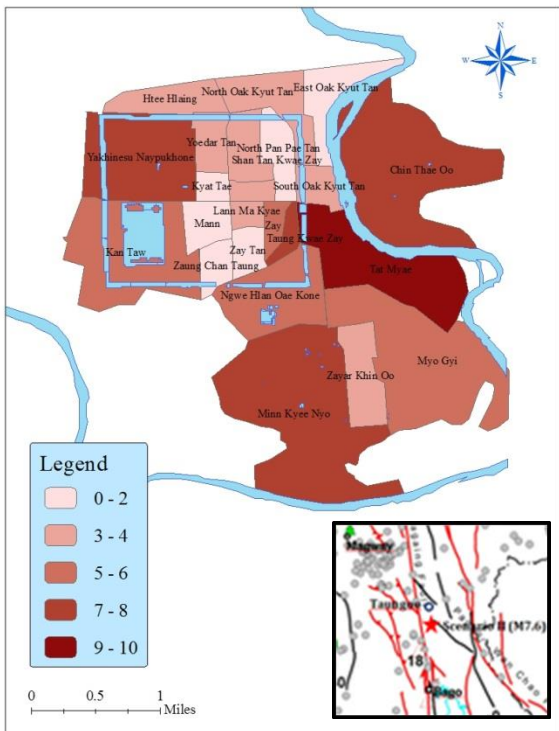 N
W E
S
East Oak Kyut Tan
North Oak Kyut Tan
Htee Hlaing
Yoedar Tan
North Pan Pae Tan
Shan Tan Kwae Zay
Yakhinesu Naypukhone
Chin Thae Oo
Kyat Tae
South Oak Kyut Tan
Lann Ma Kyae
Mann
Zay
Taung Kwae Zay
Kan Taw
Zay Tan
Zaung Chan Taung
Tat Myae
Ngwe Hlan Oae Kone
Myo Gyi
Zayar Khin Oo
Minn Kyee Nyo
Legend
0 - 2
3 - 4
5 - 6
7 - 8
9 - 10
0 0.5 1
Miles
Magway
Taungoo
Scenario II (M7.6)
18
Bago